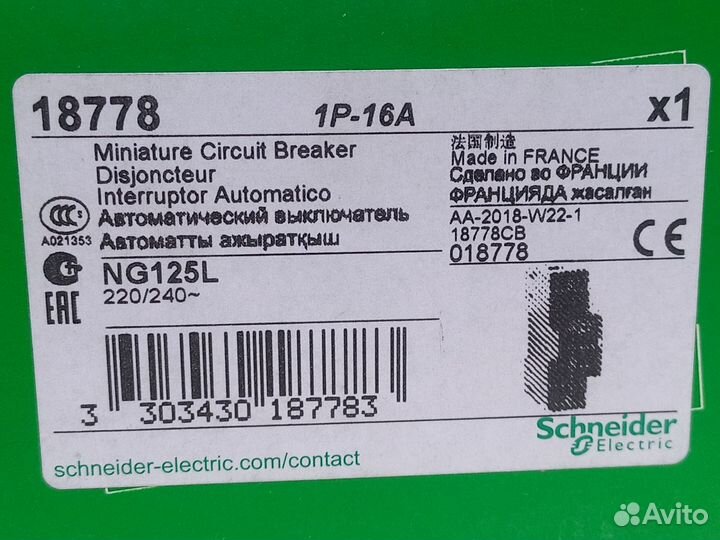 18778 1P-16A x1
Miniature Circuit Breaker
Disjoncteur
Interruptor Automatico
Автоматический выключатель
Автоматты ажыратқыш
法国制造
Made in FRANCE
Сделано во ФРАНЦИИ
ФРАНЦИЯДА жасалған
CCC
A021353
AA-2018-W22-1
18778CB
018778
CE
EAC
NG125L
220/240~
3 303430 187783
Schneider
Electric
schneider-electric.com/contact
Avito